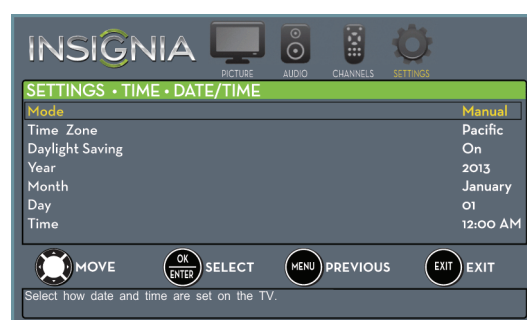 INSIGNIA
PICTURE AUDIO CHANNELS SETTINGS
SETTINGS • TIME • DATE/TIME
Mode Manual
Time Zone Pacific
Daylight Saving On
Year 2013
Month January
Day 01
Time 12:00 AM
MOVE OK ENTER SELECT MENU PREVIOUS EXIT EXIT
Select how date and time are set on the TV.